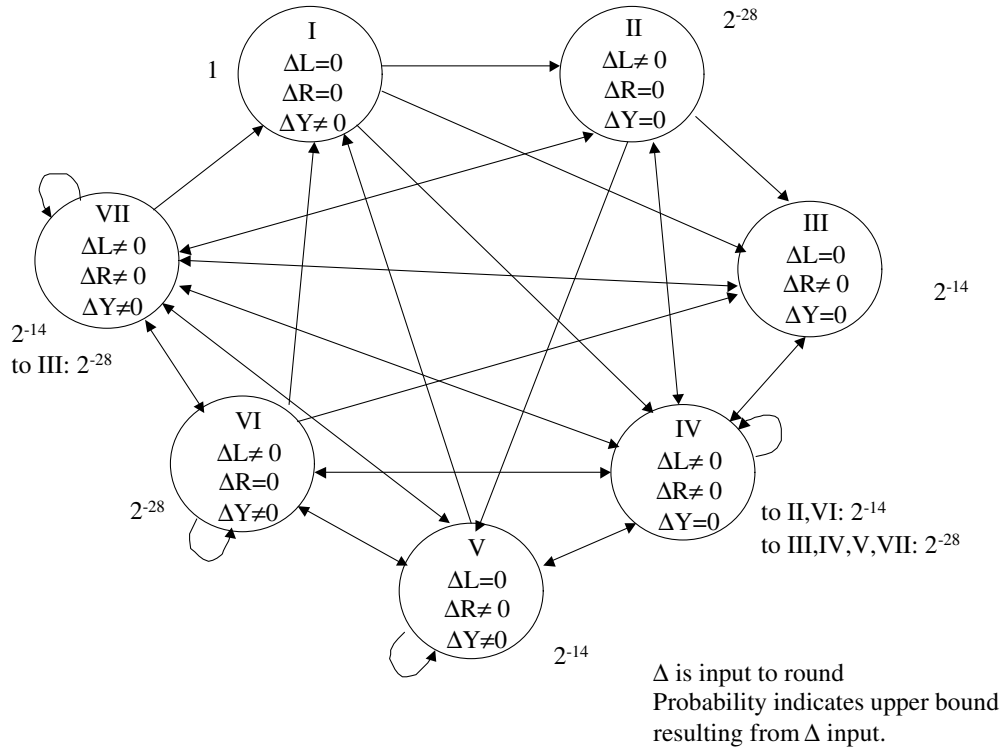 I
ΔL=0
ΔR=0
ΔY≠ 0
1
II
ΔL≠ 0
ΔR=0
ΔY=0
2-28
III
ΔL=0
ΔR≠ 0
ΔY=0
2-14
VII
ΔL≠ 0
ΔR≠ 0
ΔY≠0
2-14
to III: 2-28
VI
ΔL≠ 0
ΔR=0
ΔY≠0
2-28
IV
ΔL≠ 0
ΔR≠ 0
ΔY=0
to II,VI: 2-14
to III,IV,V,VII: 2-28
V
ΔL=0
ΔR≠ 0
ΔY≠0
2-14
Δ is input to round
Probability indicates upper bound
resulting from Δ input.